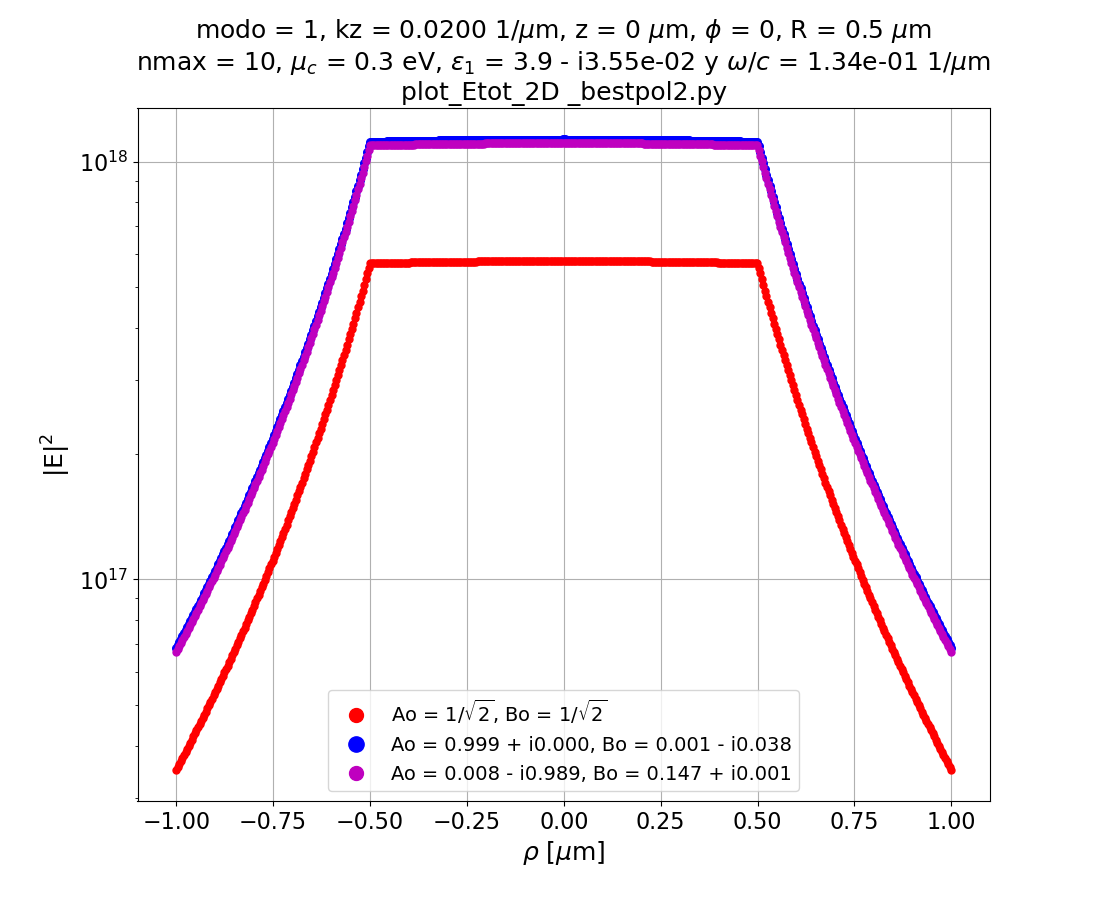 modo = 1, kz = 0.0200 1/μm, z = 0 μm, ϕ = 0, R = 0.5 μm
nmax = 10, μc = 0.3 eV, ε1 = 3.9 - i3.55e-02 y ω/c = 1.34e-01 1/μm
plot_Etot_2D _bestpol2.py
10^18
10^17
|E|^2
Ao = 1/√2, Bo = 1/√2
Ao = 0.999 + i0.000, Bo = 0.001 - i0.038
Ao = 0.008 - i0.989, Bo = 0.147 + i0.001
−1.00 −0.75 −0.50 −0.25 0.00 0.25 0.50 0.75 1.00
ρ [μm]